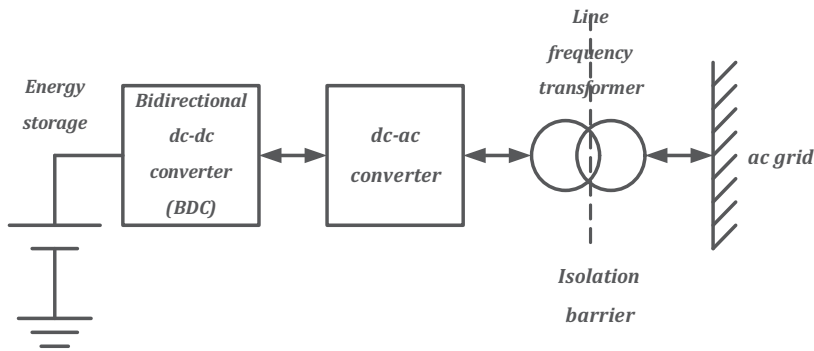 Energy
storage
Bidirectional
dc-dc
converter
(BDC)
dc-ac
converter
Line
frequency
transformer
Isolation
barrier
ac grid